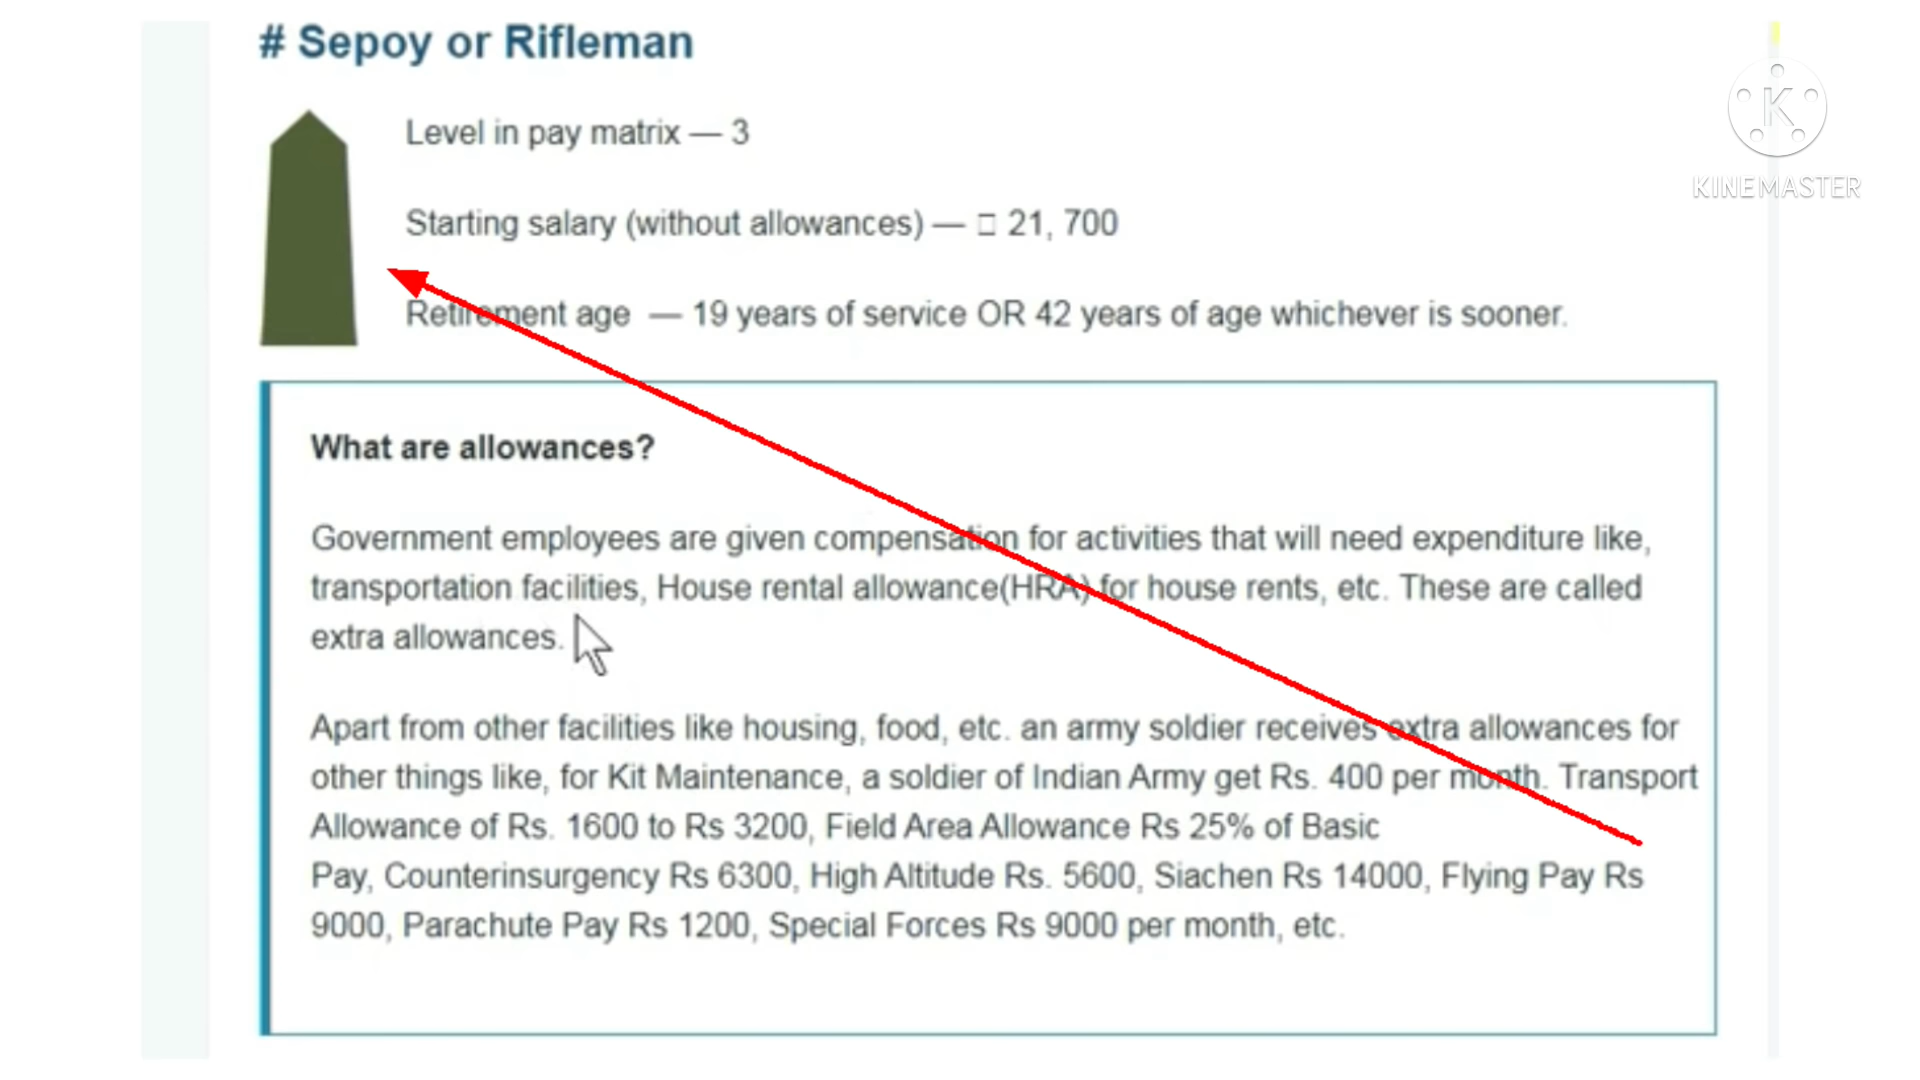 # Sepoy or Rifleman
KINEMASTER
Level in pay matrix — 3
Starting salary (without allowances) — □ 21, 700
Retirement age — 19 years of service OR 42 years of age whichever is sooner.
What are allowances?
Government employees are given compensation for activities that will need expenditure like,
transportation facilities, House rental allowance(HRA) for house rents, etc. These are called
extra allowances.
Apart from other facilities like housing, food, etc. an army soldier receives extra allowances for
other things like, for Kit Maintenance, a soldier of Indian Army get Rs. 400 per month. Transport
Allowance of Rs. 1600 to Rs 3200, Field Area Allowance Rs 25% of Basic
Pay, Counterinsurgency Rs 6300, High Altitude Rs. 5600, Siachen Rs 14000, Flying Pay Rs
9000, Parachute Pay Rs 1200, Special Forces Rs 9000 per month, etc.